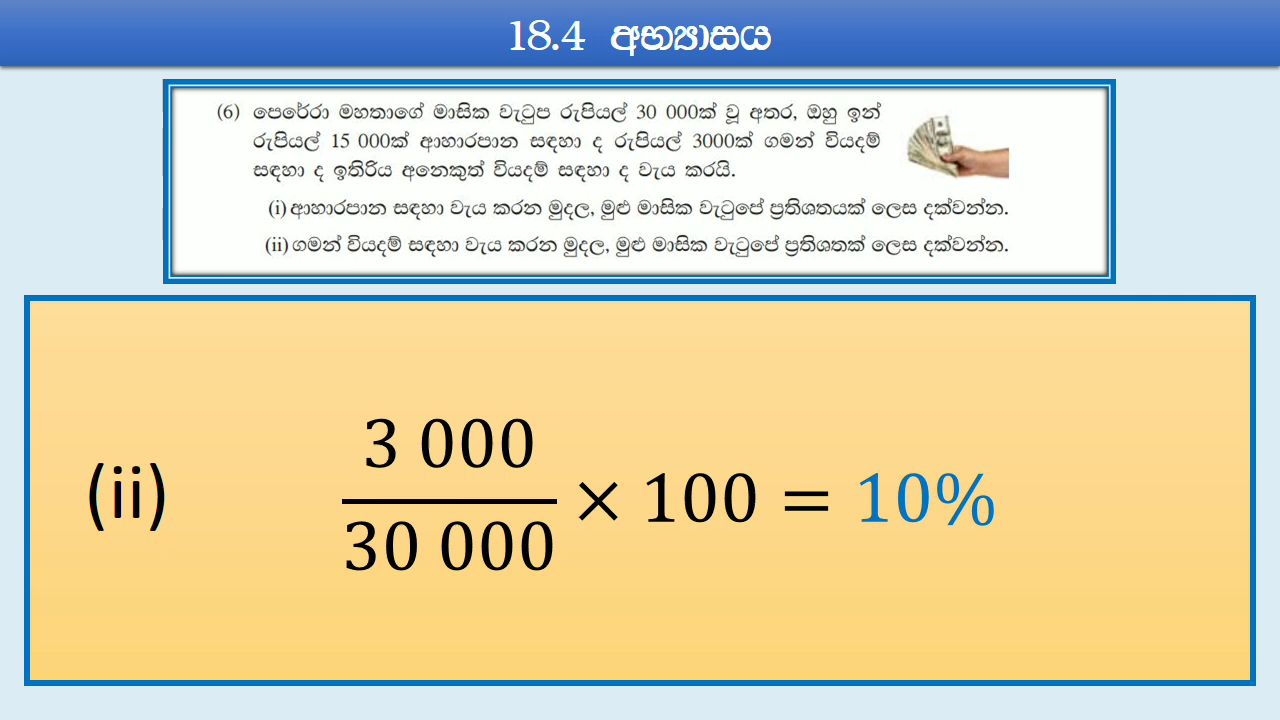 18.4 අභ්‍යාසය
(6) පෙරේරා මහතාගේ මාසික වැටුප රුපියල් 30 000ක් වූ අතර, ඔහු ඉන්
රුපියල් 15 000ක් ආහාරපාන සඳහා ද රුපියල් 3000ක් ගමන් වියදම්
සඳහා ද ඉතිරිය අනෙකුත් වියදම් සඳහා ද වැය කරයි.
(i) ආහාරපාන සඳහා වැය කරන මුදල, මුළු මාසික වැටුපේ ප්‍රතිශතයක් ලෙස දක්වන්න.
(ii) ගමන් වියදම් සඳහා වැය කරන මුදල, මුළු මාසික වැටුපේ ප්‍රතිශතක් ලෙස දක්වන්න.
(ii) 3 000 / 30 000 × 100 = 10%